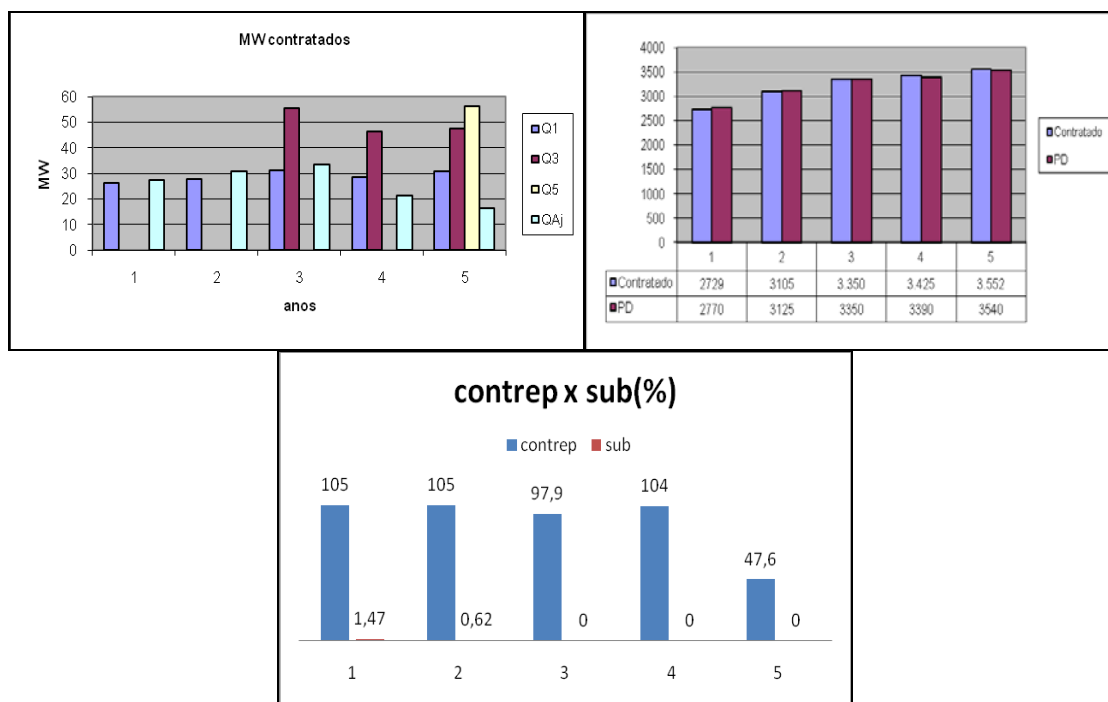 MW contratados
60
50
40
30
20
10
0
MW
1 2 3 4 5
anos
Q1
Q3
Q5
QAj
4000
3500
3000
2500
2000
1500
1000
500
0
1 2 3 4 5
Contratado 2729 3105 3.350 3.425 3.552
PD 2770 3125 3350 3390 3540
Contratado
PD
contrep x sub(%)
contrep sub
105 105 97,9 104 47,6
1,47 0,62 0 0 0
1 2 3 4 5